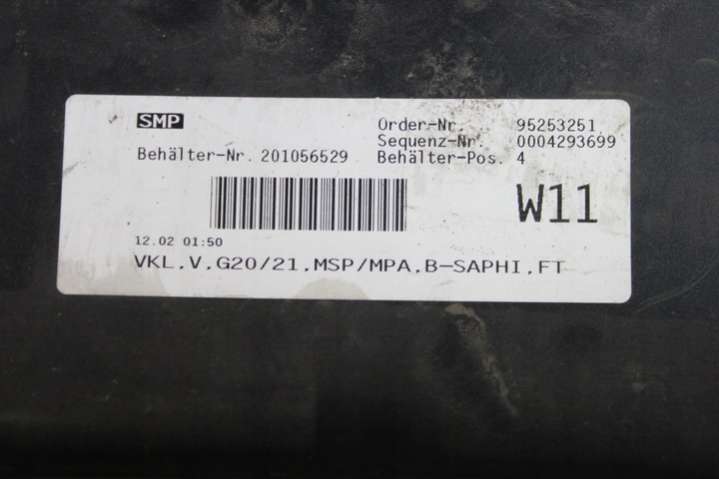 SMP
Order-Nr. 95253251
Sequenz-Nr. 0004293699
Behälter-Nr. 201056529 Behälter-Pos. 4
W11
12.02 01:50
VKL.V.G20/21.MSP/MPA.B-SAPHI.FT